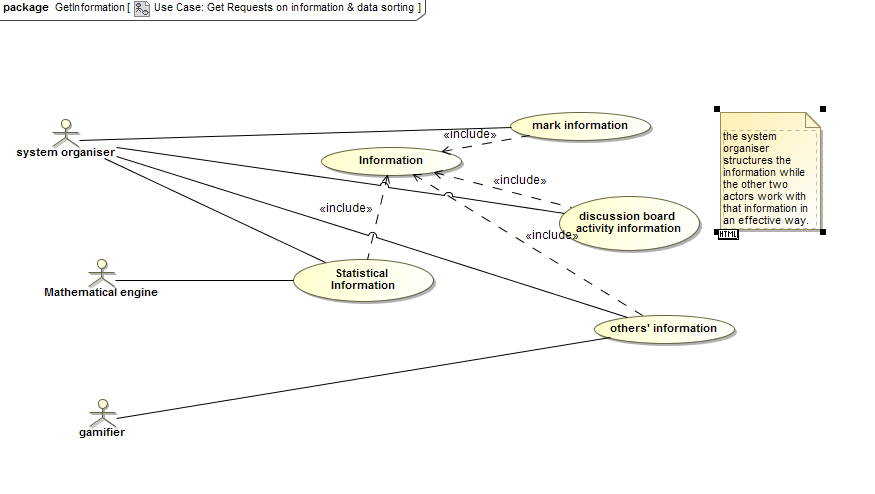 package GetInformation [ Use Case: Get Requests on information & data sorting ]
system organiser
mark information
«include»
Information
«include»
«include»
discussion board
activity information
«include»
Statistical
Information
Mathematical engine
others' information
gamifier
the system
organiser
structures the
information while
the other two
actors work with
that information in
an effective way.
HTML